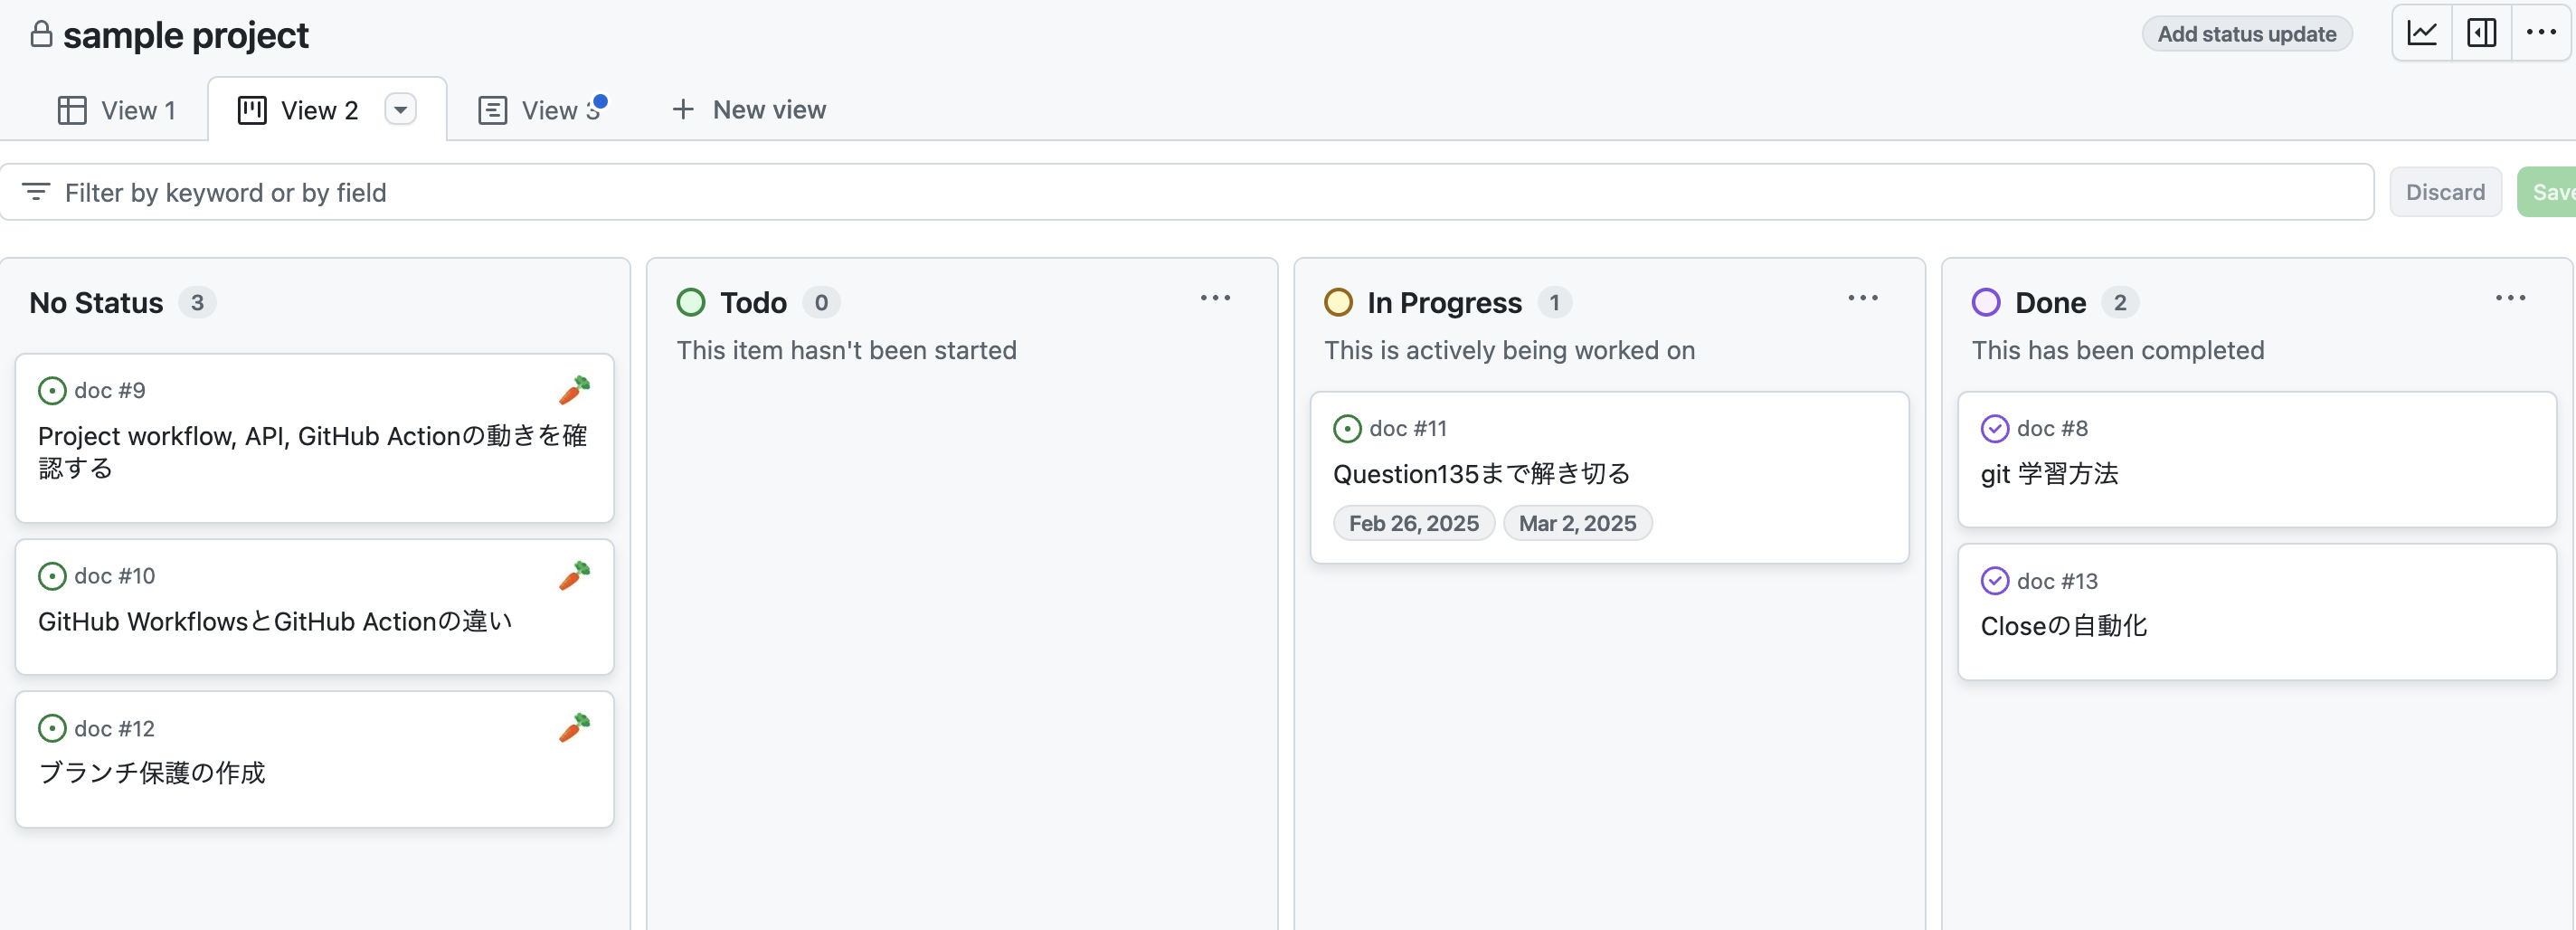 sample project
Add status update
View 1
View 2
View 3
New view
Filter by keyword or by field
Discard
Save
No Status 3
doc #9
Project workflow, API, GitHub Actionの動きを確
認する
doc #10
GitHub WorkflowsとGitHub Actionの違い
doc #12
ブランチ保護の作成
Todo 0
This item hasn't been started
In Progress 1
This is actively being worked on
doc #11
Question135まで解き切る
Feb 26, 2025 Mar 2, 2025
Done 2
This has been completed
doc #8
git 学習方法
doc #13
Closeの自動化